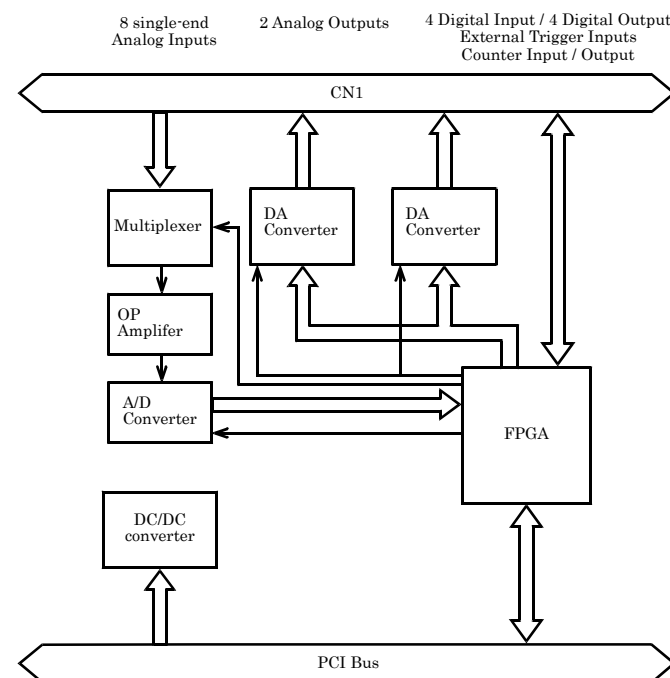 8 single-end
Analog Inputs
2 Analog Outputs
4 Digital Input / 4 Digital Output
External Trigger Inputs
Counter Input / Output
CN1
Multiplexer
DA
Converter
DA
Converter
OP
Amplifer
A/D
Converter
FPGA
DC/DC
converter
PCI Bus